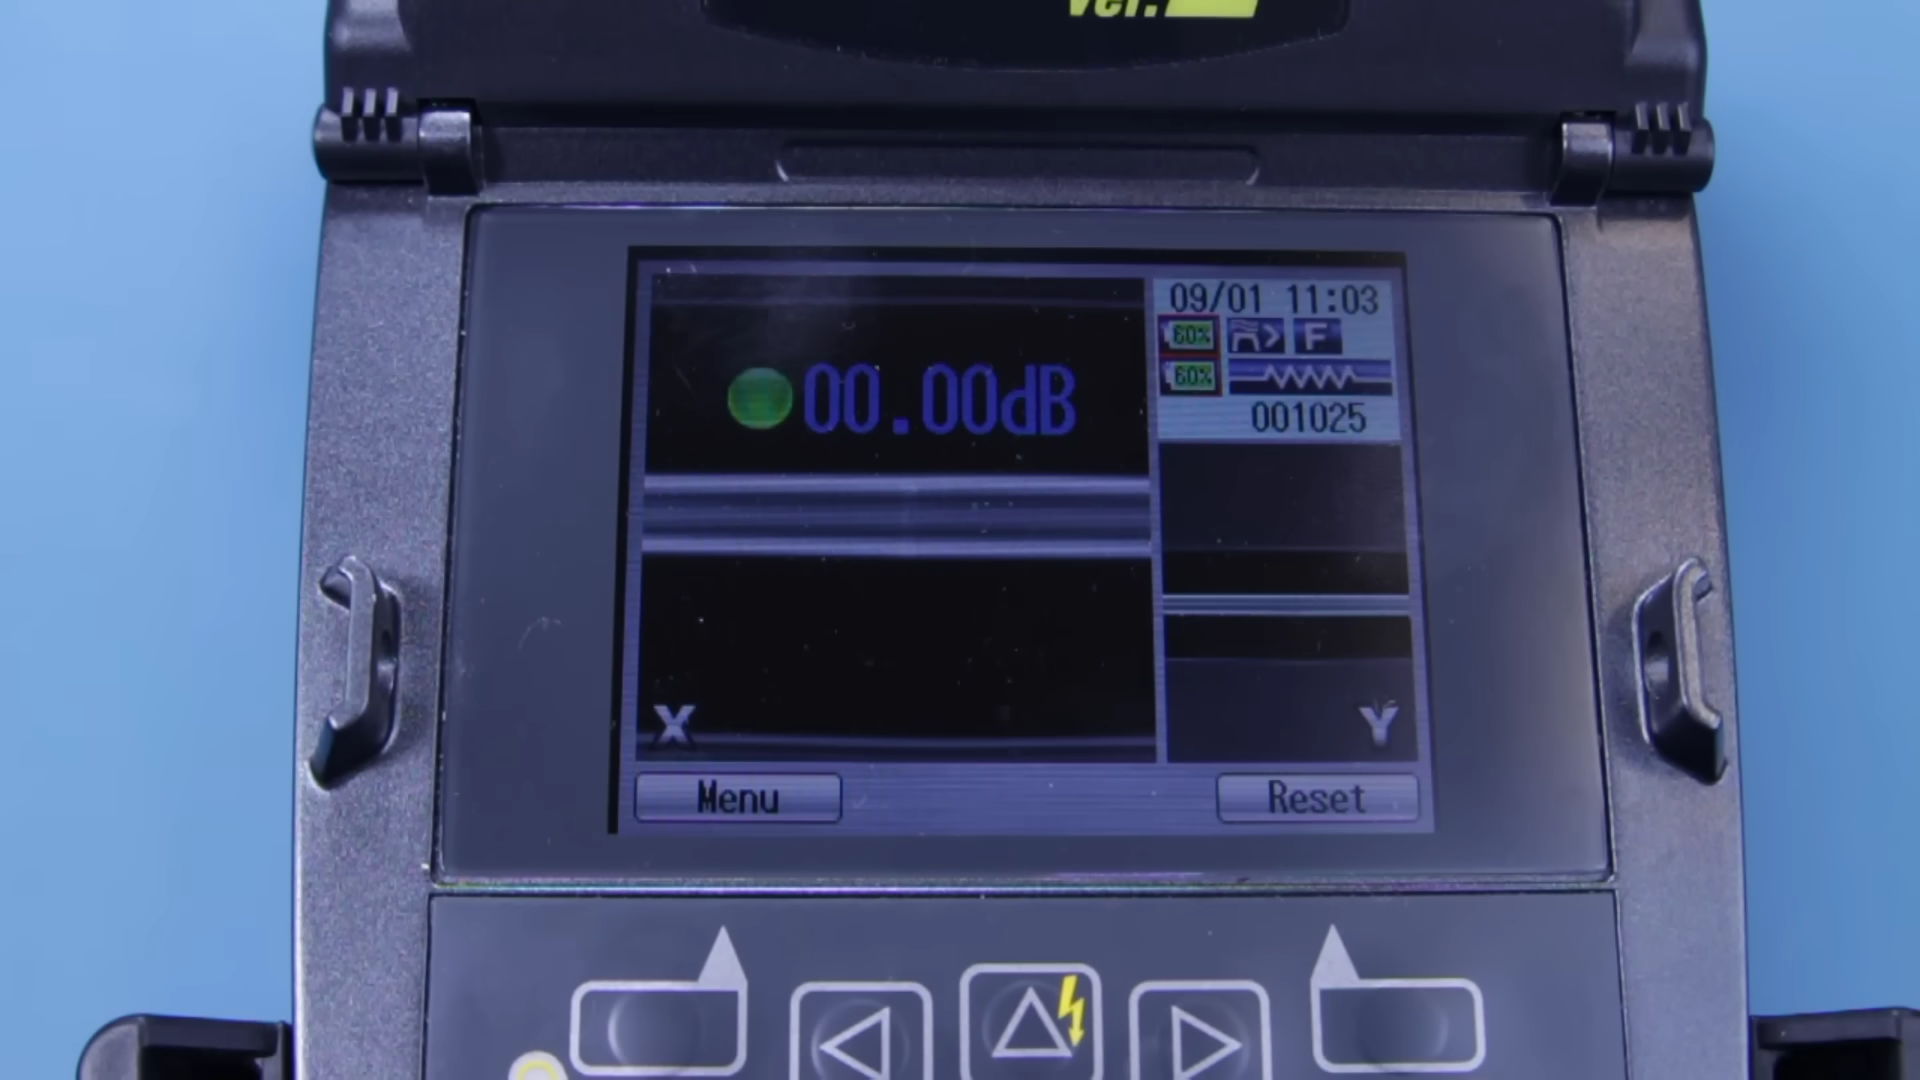 ver.
00.00dB
09/01 11:03
60%
F
60%
001025
X
Y
Menu
Reset